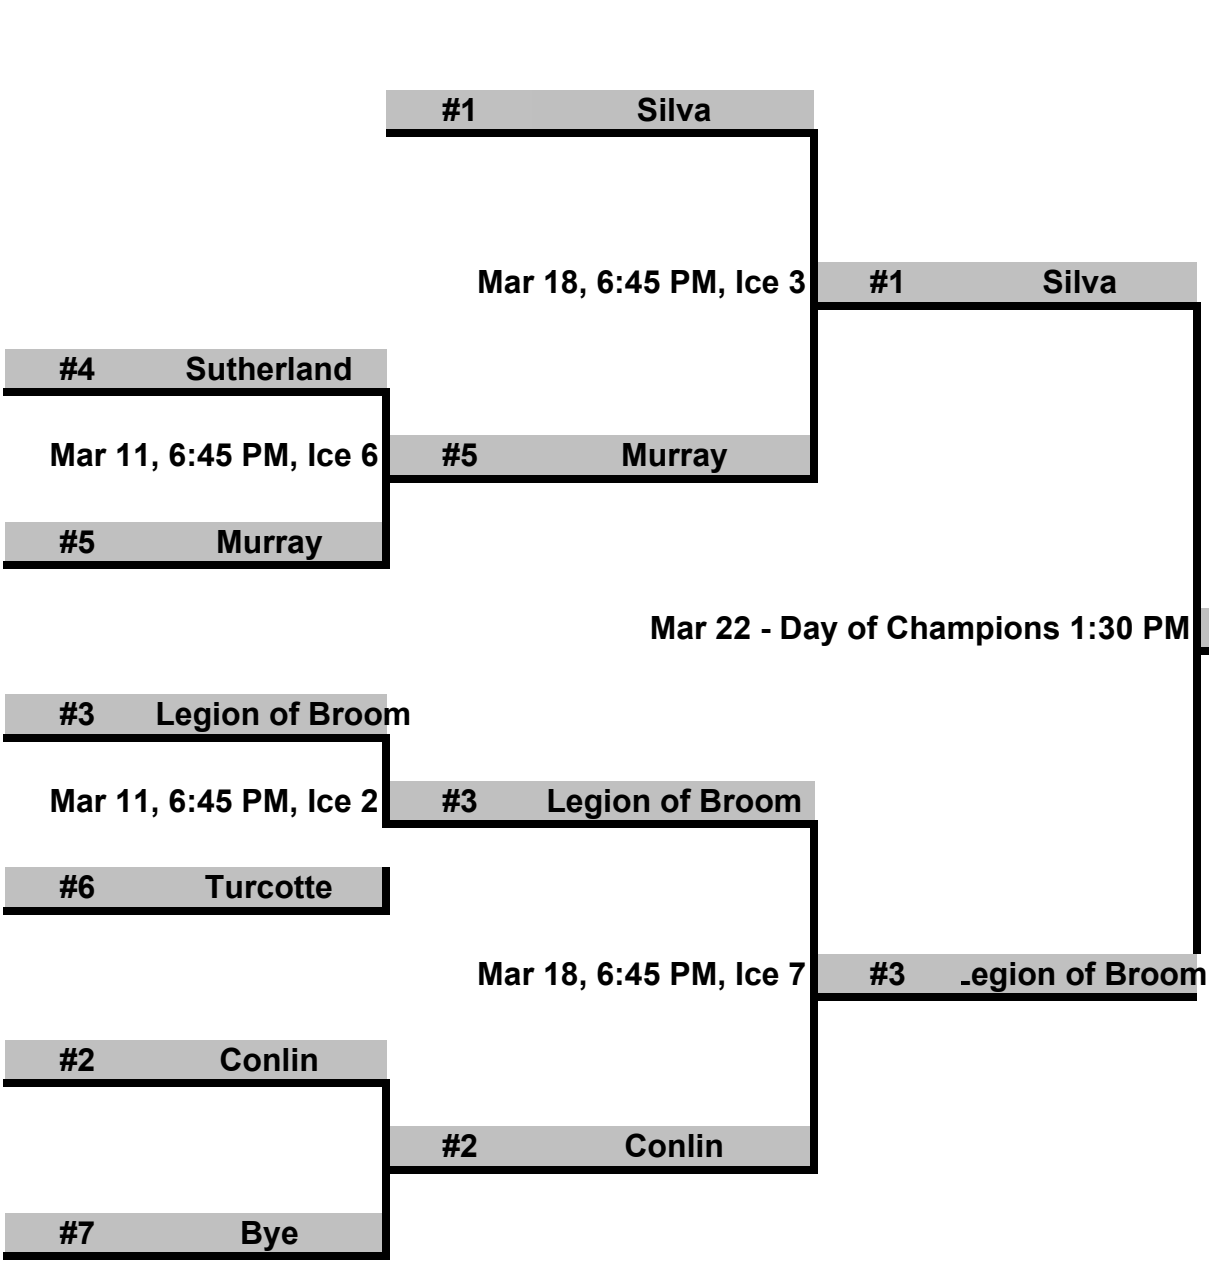 #1 Silva
Mar 18, 6:45 PM, Ice 3 #1 Silva
#4 Sutherland
Mar 11, 6:45 PM, Ice 6 #5 Murray
#5 Murray
Mar 22 - Day of Champions 1:30 PM
#3 Legion of Broom
Mar 11, 6:45 PM, Ice 2 #3 Legion of Broom
#6 Turcotte
Mar 18, 6:45 PM, Ice 7 #3 Legion of Broom
#2 Conlin
#2 Conlin
#7 Bye